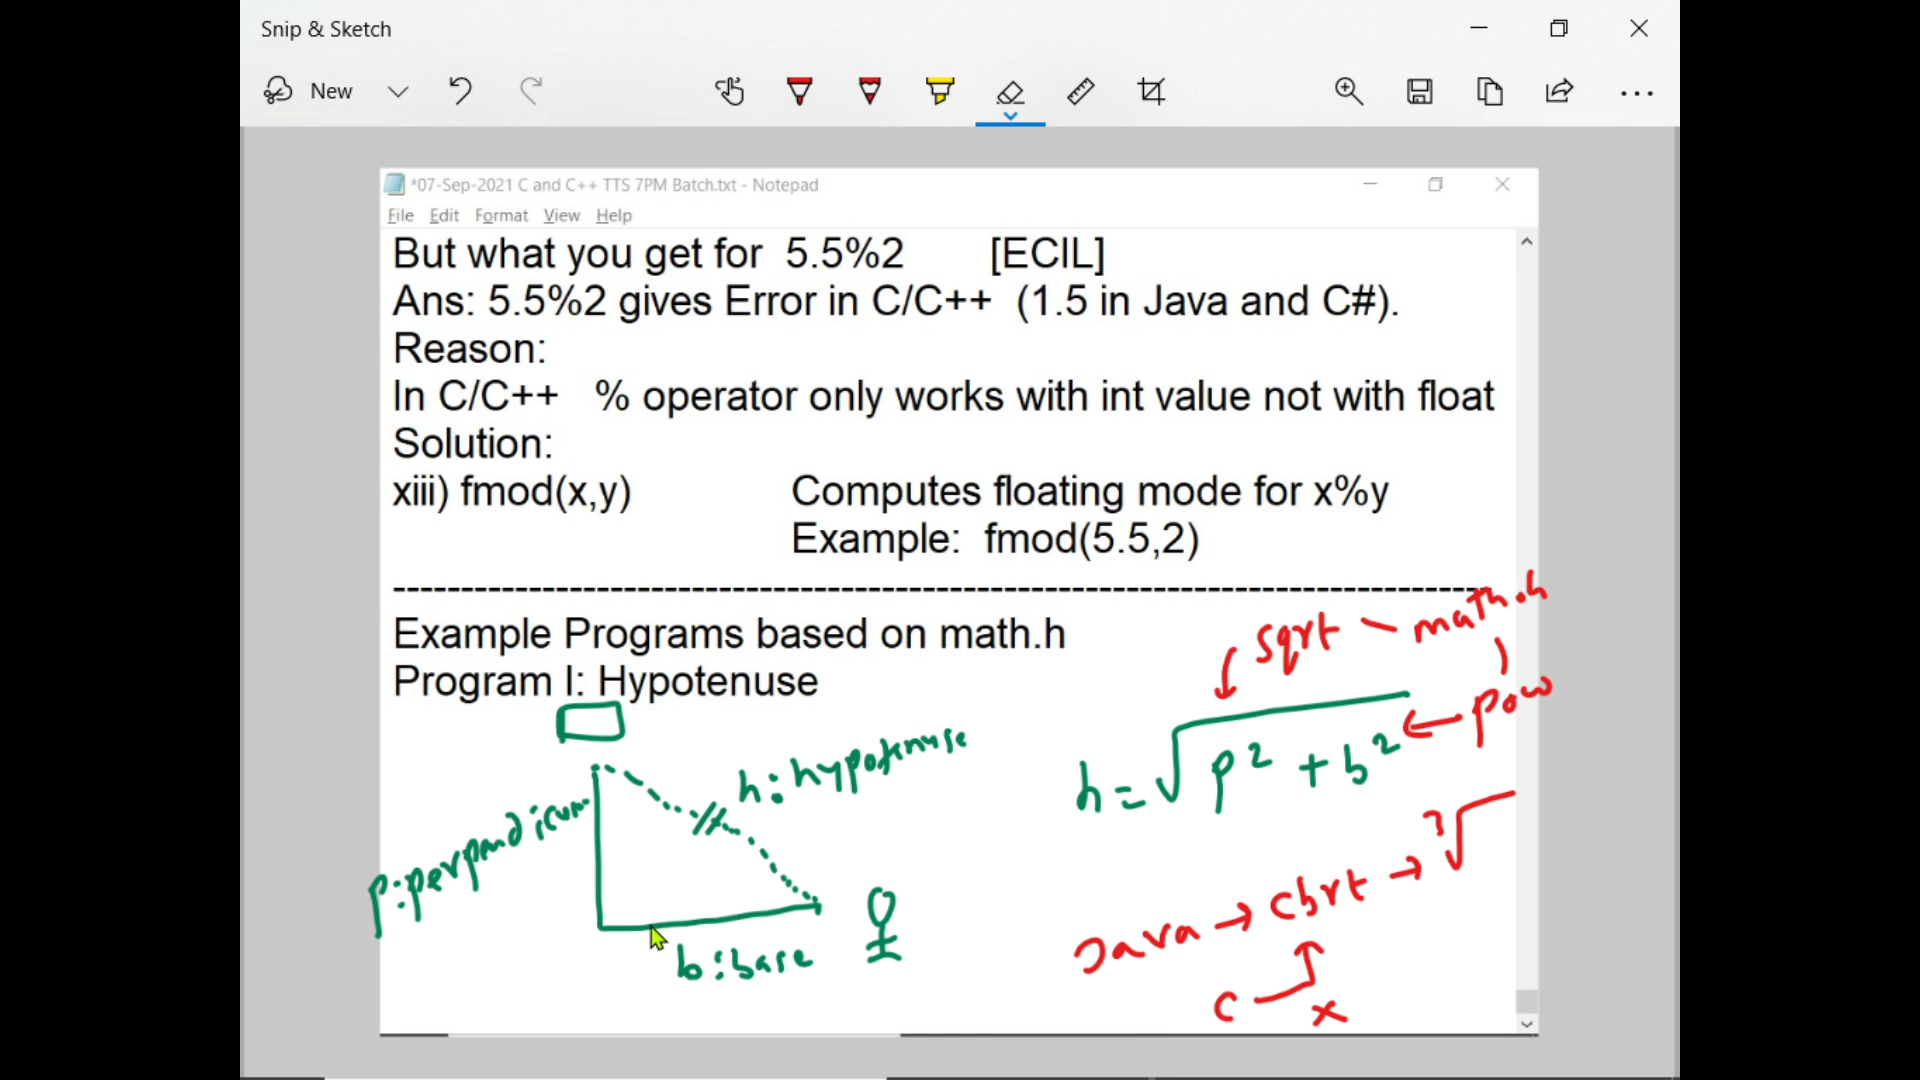 Snip & Sketch
New
*07-Sep-2021 C and C++ TTS 7PM Batch.txt - Notepad
File Edit Format View Help
But what you get for 5.5%2 [ECIL]
Ans: 5.5%2 gives Error in C/C++ (1.5 in Java and C#).
Reason:
In C/C++ % operator only works with int value not with float
Solution:
xiii) fmod(x,y) Computes floating mode for x%y
Example: fmod(5.5,2)
--------------------------------------------------------------------------------
Example Programs based on math.h
Program I: Hypotenuse
sqrt - math.h
pow
h = √p² + b²
h: hypotenuse
p: perpendicum
b: base
Java → cbrt → ³√
C x